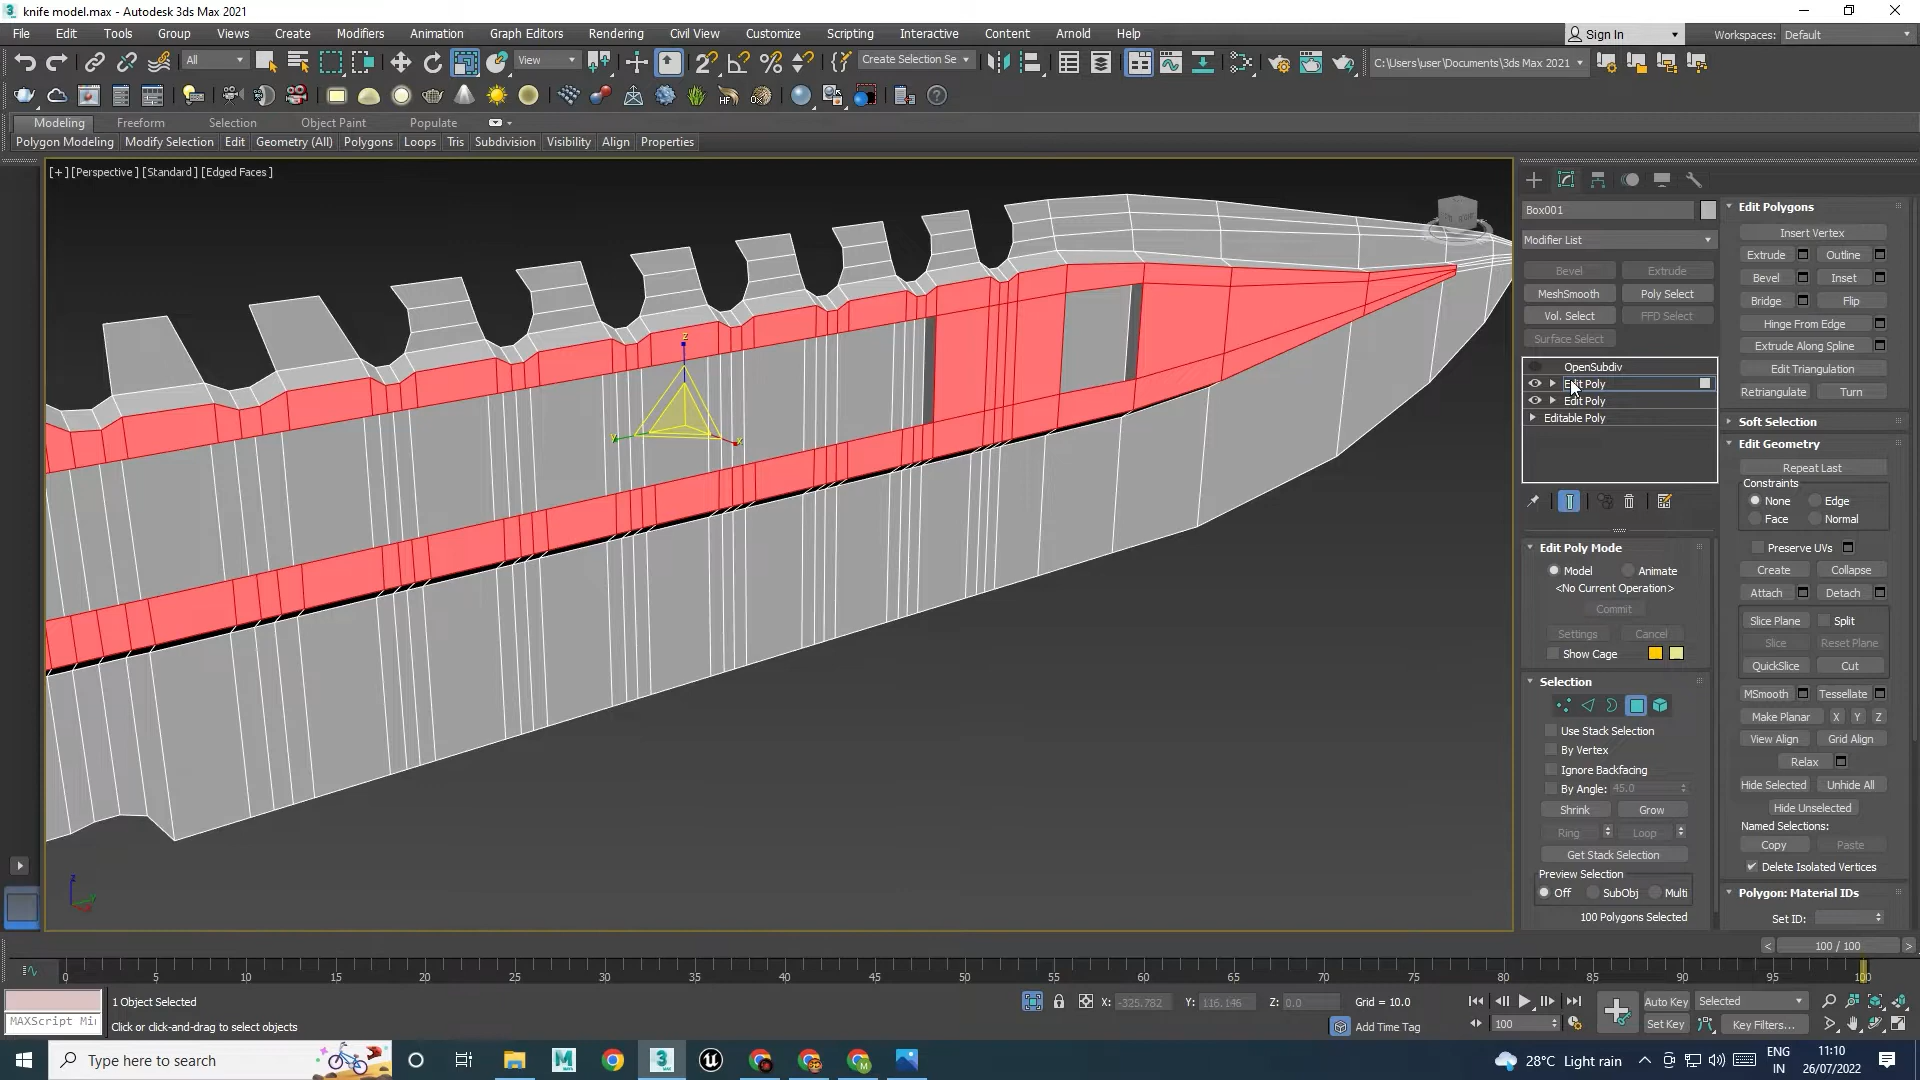 knife model.max - Autodesk 3ds Max 2021
File Edit Tools Group Views Create Modifiers Animation Graph Editors Rendering Civil View Customize Scripting Interactive Content Arnold Help
Sign In
Workspaces: Default
All
View
Create Selection Se
C:\Users\user\Documents\3ds Max 2021
Modeling Freeform Selection Object Paint Populate
Polygon Modeling Modify Selection Edit Geometry (All) Polygons Loops Tris Subdivision Visibility Align Properties
[+] [Perspective ] [Standard ] [Edged Faces ]
Box001
Modifier List
Bevel Extrude
MeshSmooth Poly Select
Vol. Select FFD Select
Surface Select
OpenSubdiv
Edit Poly
Edit Poly
Editable Poly
Edit Poly Mode
Model Animate
<No Current Operation>
Commit
Settings Cancel
Show Cage
Selection
Use Stack Selection
By Vertex
Ignore Backfacing
By Angle: 45.0
Shrink Grow
Ring Loop
Get Stack Selection
Preview Selection
Off SubObj Multi
100 Polygons Selected
Edit Polygons
Insert Vertex
Extrude Outline
Bevel Inset
Bridge Flip
Hinge From Edge
Extrude Along Spline
Edit Triangulation
Retriangulate Turn
Soft Selection
Edit Geometry
Repeat Last
Constraints
None Edge
Face Normal
Preserve UVs
Create Collapse
Attach Detach
Slice Plane Split
Slice Reset Plane
QuickSlice Cut
MSmooth Tessellate
Make Planar X Y Z
View Align Grid Align
Relax
Hide Selected Unhide All
Hide Unselected
Named Selections:
Copy Paste
Delete Isolated Vertices
Polygon: Material IDs
Set ID:
z
y
x
z
< 100 / 100 >
0 5 10 15 20 25 30 35 40 45 50 55 60 65 70 75 80 85 90 95 100
1 Object Selected
MAXScript Mi
Click or click-and-drag to select objects
X: -325.782 Y: 116.146 Z: 0.0 Grid = 10.0
Add Time Tag
100
Auto Key Selected
Set Key Key Filters...
Type here to search
28°C Light rain
ENG
IN
11:10
26/07/2022